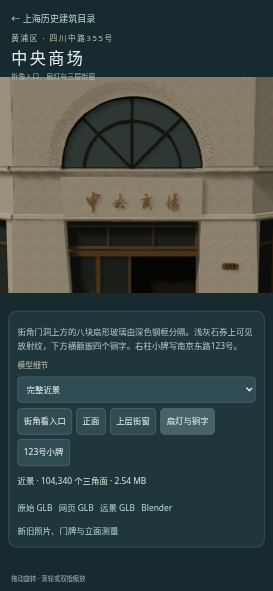 ← 上海历史建筑目录
黄浦区 · 四川中路355号
中央商场
街角入口、扇灯与三层街窗
中央商场
街角门洞上方的八块扇形玻璃由深色钢框分隔。浅灰石券上可见
放射纹，下方横额嵌四个铜字。右柱小牌写南京东路123号。
模型细节
完整近景
街角看入口
正面
上层街窗
扇灯与铜字
123号小牌
近景 · 104,340 个三角面 · 2.54 MB
原始 GLB 网页 GLB 远景 GLB Blender
新旧照片、门牌与立面测量
拖动旋转 · 滚轮或双指缩放